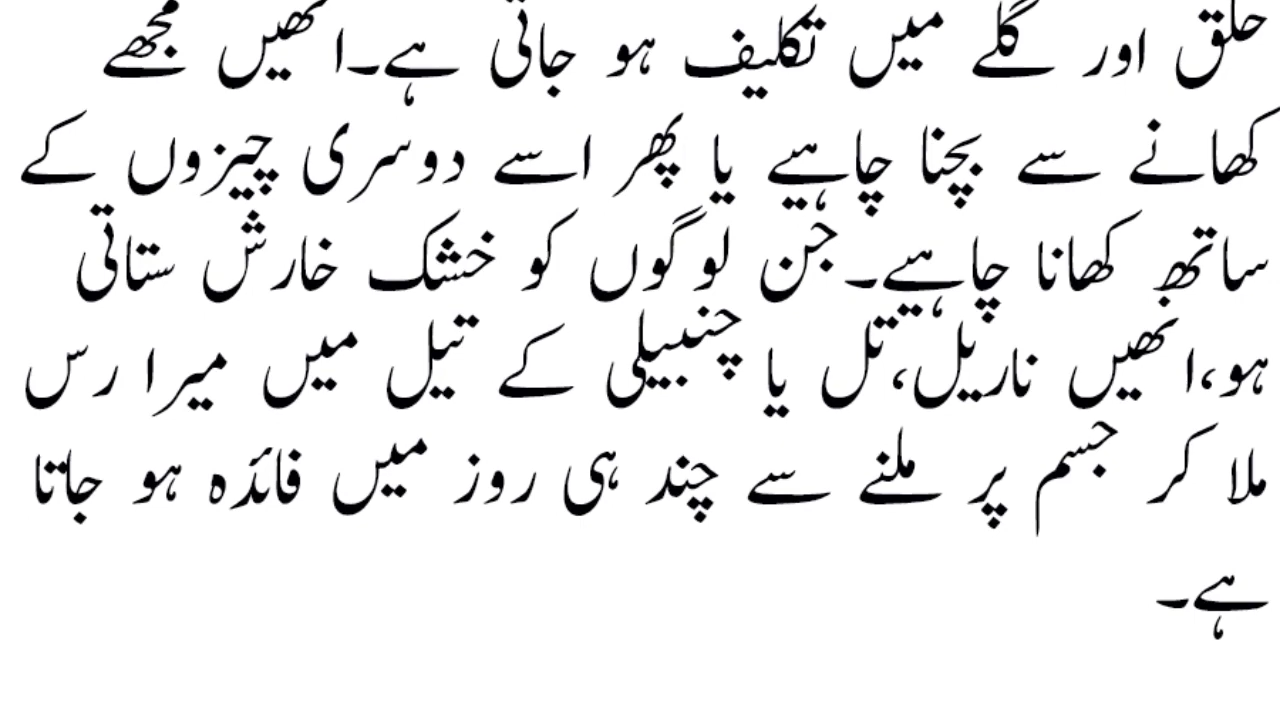 حلق اور گلے میں تکلیف ہو جاتی ہے۔انھیں مجھے
کھانے سے بچنا چاہیے یا پھر اسے دوسری چیزوں کے
ساتھ کھانا چاہیے۔جن لوگوں کو خشک خارش ستاتی
ہو،انھیں ناریل،تل یا چنبیلی کے تیل میں میرا رس
ملا کر جسم پر ملنے سے چند ہی روز میں فائدہ ہو جاتا
ہے۔